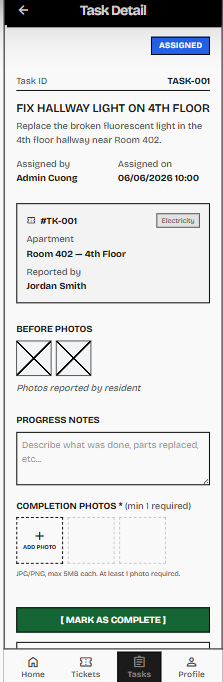 Task Detail
ASSIGNED
Task ID TASK-001
FIX HALLWAY LIGHT ON 4TH FLOOR
Replace the broken fluorescent light in the
4th floor hallway near Room 402.
Assigned by Assigned on
Admin Cuong 06/06/2026 10:00
#TK-001 Electricity
Apartment
Room 402 — 4th Floor
Reported by
Jordan Smith
BEFORE PHOTOS
Photos reported by resident
PROGRESS NOTES
Describe what was done, parts replaced,
etc...
COMPLETION PHOTOS * (min 1 required)
+
ADD PHOTO
JPG/PNG, max 5MB each. At least 1 photo required.
[ MARK AS COMPLETE ]
Home Tickets Tasks Profile